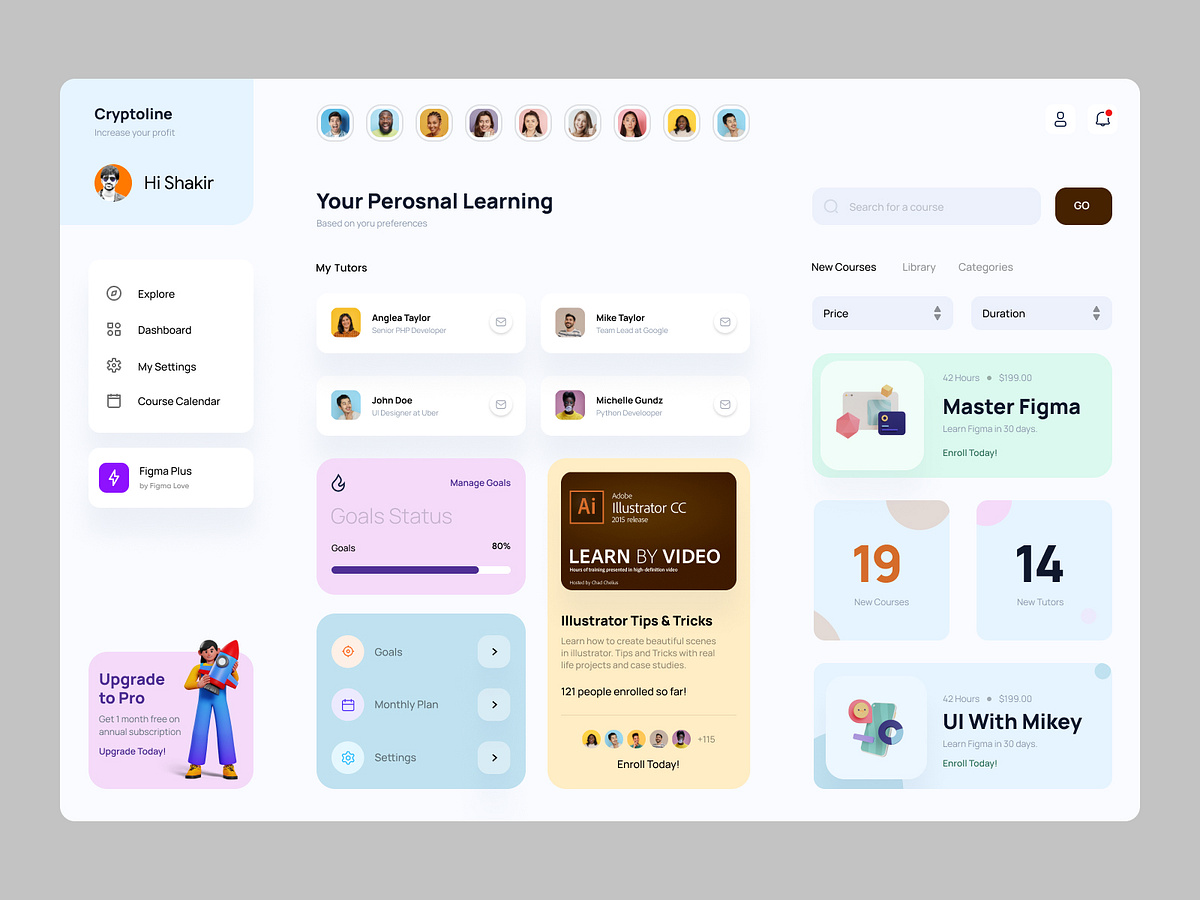 Cryptoline
Increase your profit
Hi Shakir
Explore
Dashboard
My Settings
Course Calendar
Figma Plus
by Figma Love
Upgrade
to Pro
Get 1 month free on
annual subscription
Upgrade Today!
Your Perosnal Learning
Based on yoru preferences
My Tutors
Anglea Taylor
Senior PHP Developer
Mike Taylor
Team Lead at Google
John Doe
UI Designer at Uber
Michelle Gundz
Python Develooper
Manage Goals
Goals Status
Goals
80%
Goals
Monthly Plan
Settings
Ai
Adobe
Illustrator CC
2015 release
LEARN BY VIDEO
Hours of training presented in high-definition video
Hosted by Chad Chelius
Illustrator Tips & Tricks
Learn how to create beautiful scenes
in illustrator. Tips and Tricks with real
life projects and case studies.
121 people enrolled so far!
+115
Enroll Today!
Search for a course
GO
New Courses
Library
Categories
Price
Duration
42 Hours
$199.00
Master Figma
Learn Figma in 30 days.
Enroll Today!
19
New Courses
14
New Tutors
42 Hours
$199.00
UI With Mikey
Learn Figma in 30 days.
Enroll Today!